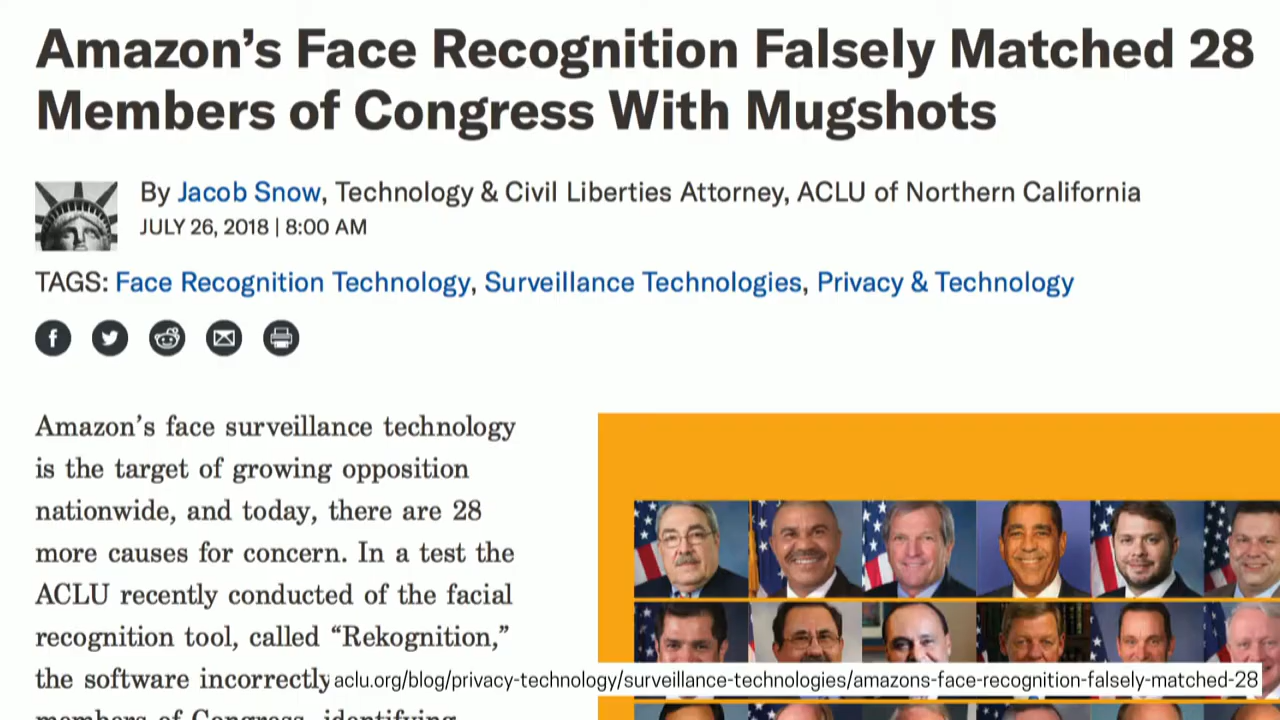 Amazon’s Face Recognition Falsely Matched 28
Members of Congress With Mugshots
By Jacob Snow, Technology & Civil Liberties Attorney, ACLU of Northern California
JULY 26, 2018 | 8:00 AM
TAGS: Face Recognition Technology, Surveillance Technologies, Privacy & Technology
Amazon’s face surveillance technology
is the target of growing opposition
nationwide, and today, there are 28
more causes for concern. In a test the
ACLU recently conducted of the facial
recognition tool, called “Rekognition,”
the software incorrectly
aclu.org/blog/privacy-technology/surveillance-technologies/amazons-face-recognition-falsely-matched-28
members of Congress, identifying